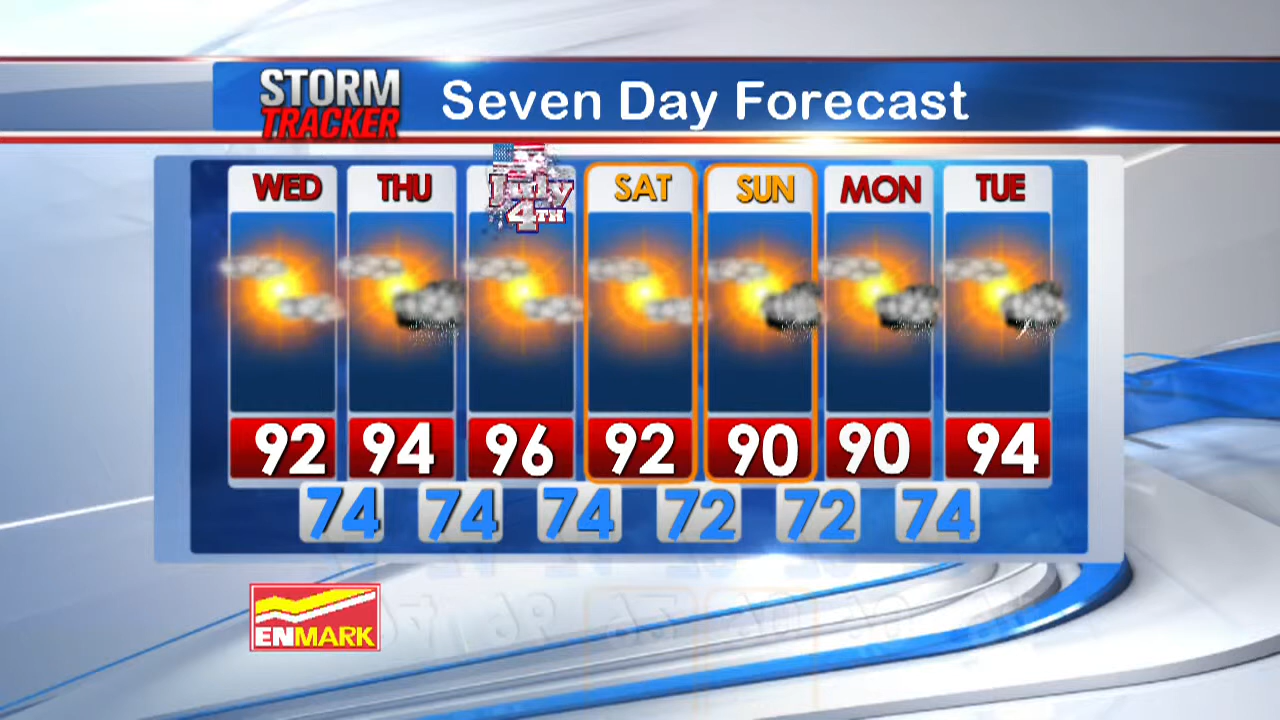 STORM
TRACKER
Seven Day Forecast
WED THU July 4TH SAT SUN MON TUE
92 94 96 92 90 90 94
74 74 74 72 72 74
ENMARK